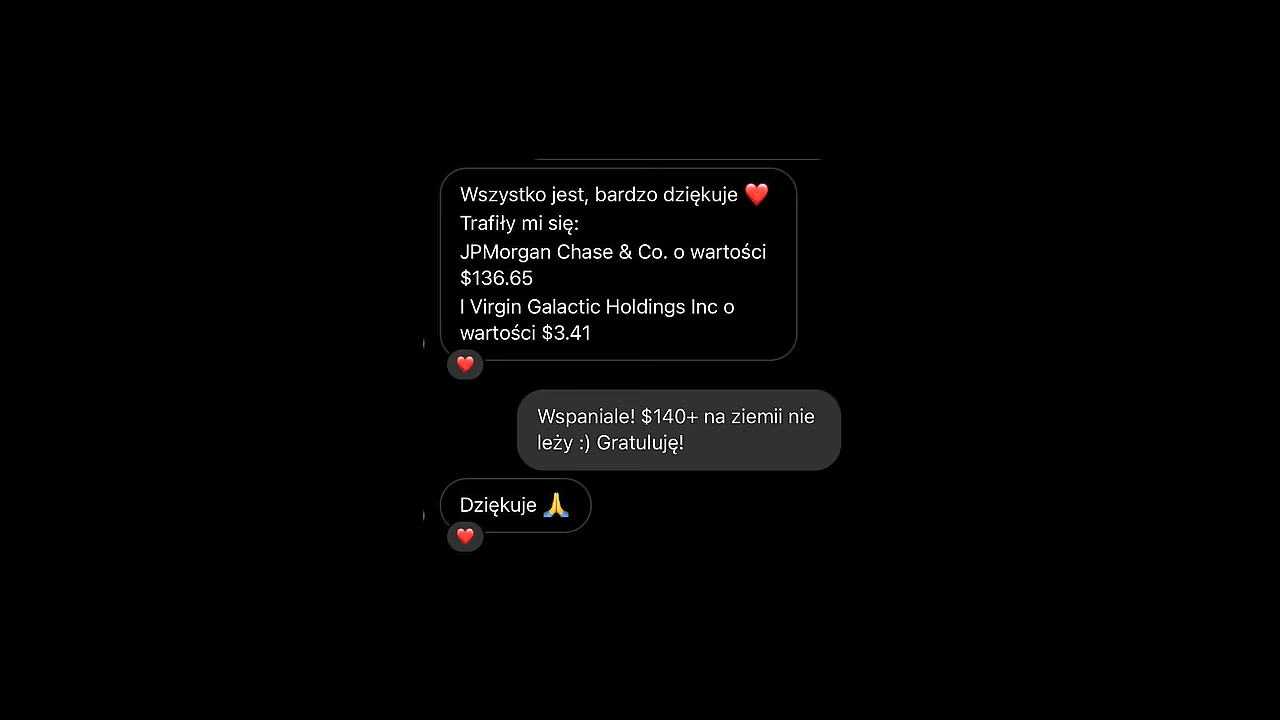 Wszystko jest, bardzo dziękuje ❤️
Trafiły mi się:
JPMorgan Chase & Co. o wartości
$136.65
I Virgin Galactic Holdings Inc o
wartości $3.41
❤️
Wspaniale! $140+ na ziemii nie
leży :) Gratuluję!
Dziękuje 🙏
❤️